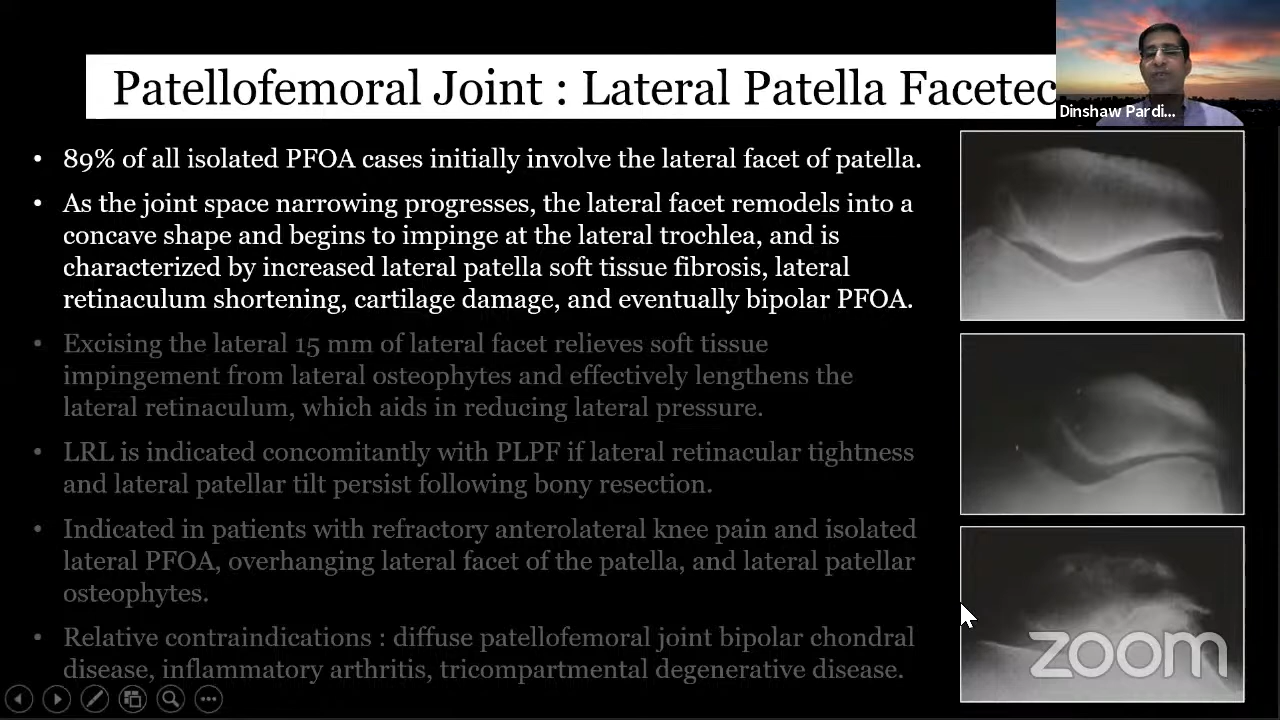 Patellofemoral Joint : Lateral Patella Facetec
Dinshaw Pardi...
• 89% of all isolated PFOA cases initially involve the lateral facet of patella.
• As the joint space narrowing progresses, the lateral facet remodels into a
concave shape and begins to impinge at the lateral trochlea, and is
characterized by increased lateral patella soft tissue fibrosis, lateral
retinaculum shortening, cartilage damage, and eventually bipolar PFOA.
• Excising the lateral 15 mm of lateral facet relieves soft tissue
impingement from lateral osteophytes and effectively lengthens the
lateral retinaculum, which aids in reducing lateral pressure.
• LRL is indicated concomitantly with PLPF if lateral retinacular tightness
and lateral patellar tilt persist following bony resection.
• Indicated in patients with refractory anterolateral knee pain and isolated
lateral PFOA, overhanging lateral facet of the patella, and lateral patellar
osteophytes.
• Relative contraindications : diffuse patellofemoral joint bipolar chondral
disease, inflammatory arthritis, tricompartmental degenerative disease.
zoom